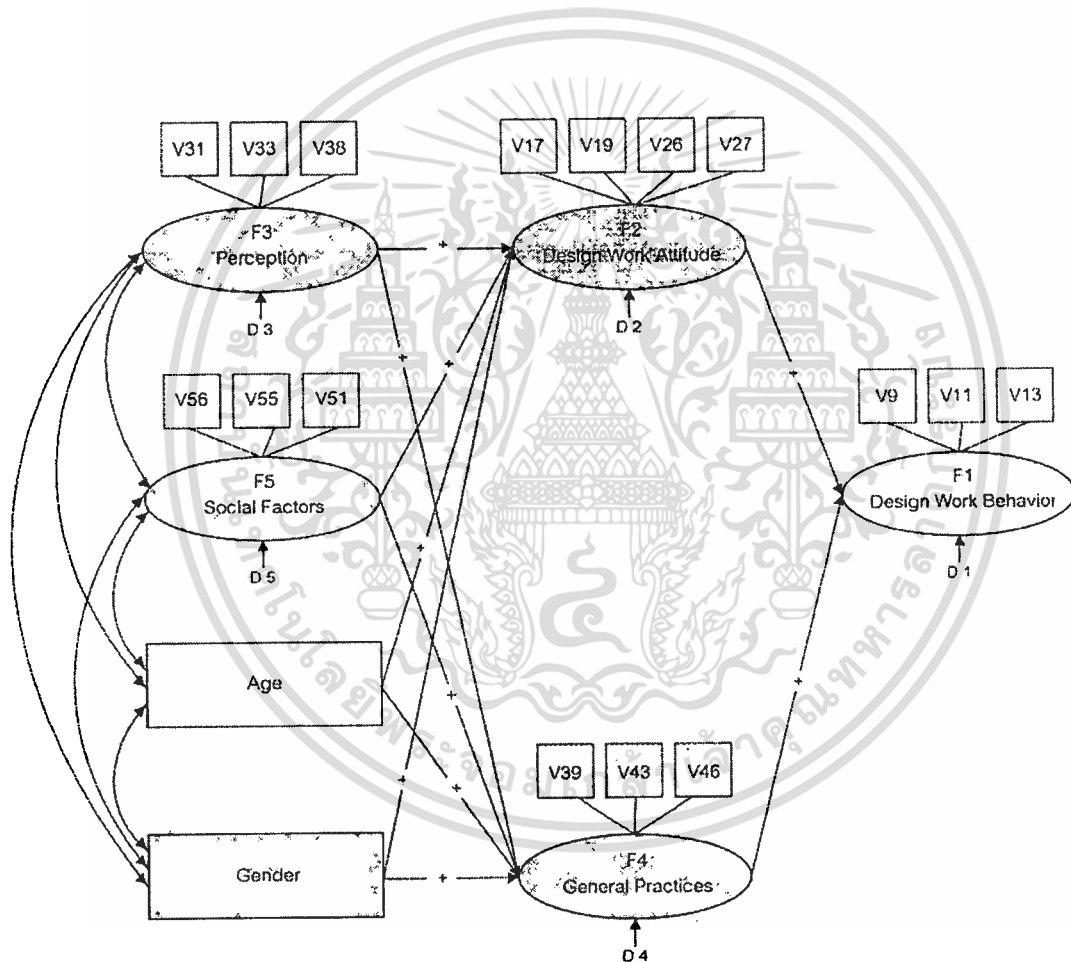 V31 V33 V38
V17 V19 V26 V27
F3
Perception
F2
Design Work Attitude
+
D 3
D 2
+
+
+
V56 V55 V51
V9 V11 V13
F5
Social Factors
F1
Design Work Behavior
+
D 5
D 1
Age
+
+
+
+
V39 V43 V46
Gender
+
F4
General Practices
D 4